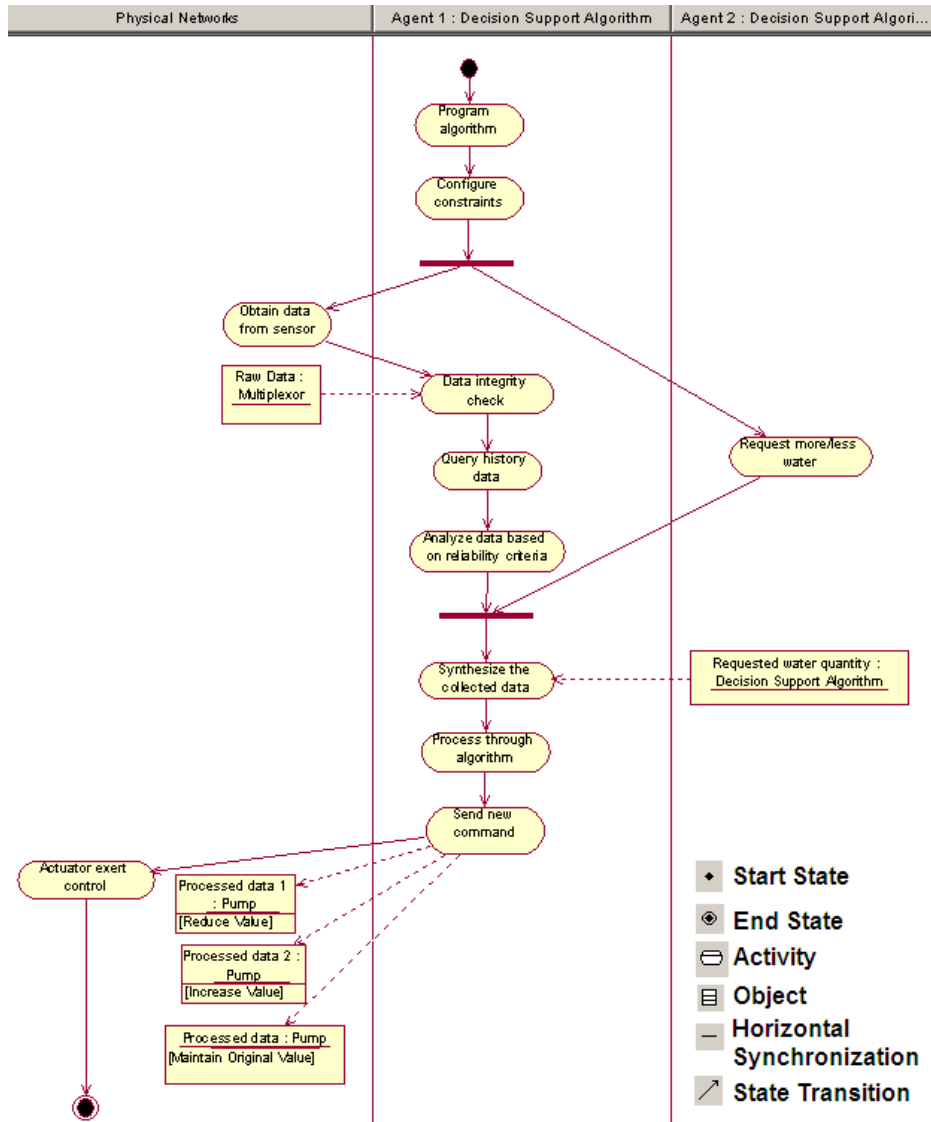 Physical Networks
Agent 1 : Decision Support Algorithm
Agent 2 : Decision Support Algori...
Program
algorithm
Configure
constraints
Obtain data
from sensor
Raw Data :
Multiplexor
Data integrity
check
Query history
data
Request more/less
water
Analyze data based
on reliability criteria
Synthesize the
collected data
Requested water quantity :
Decision Support Algorithm
Process through
algorithm
Send new
command
Actuator exert
control
Processed data 1
: Pump
[Reduce Value]
Processed data 2 :
Pump
[Increase Value]
Processed data : Pump
[Maintain Original Value]
Start State
End State
Activity
Object
Horizontal
Synchronization
State Transition